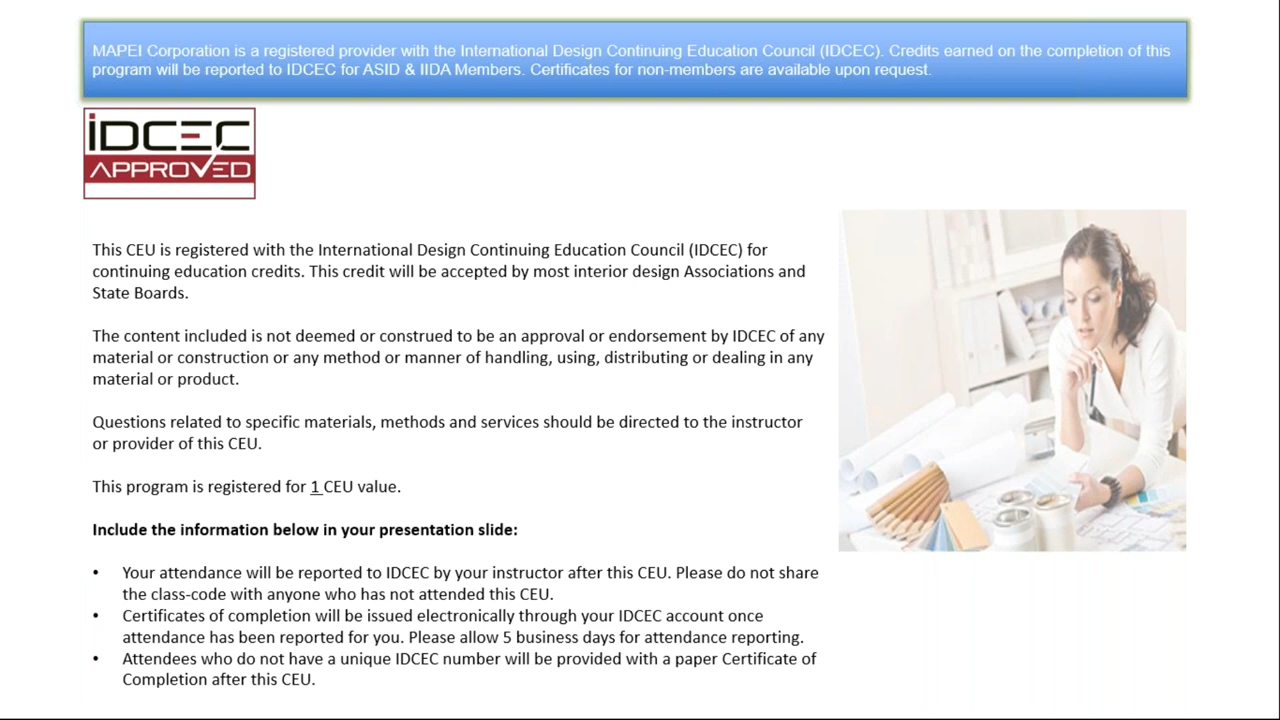 MAPEI Corporation is a registered provider with the International Design Continuing Education Council (IDCEC). Credits earned on the completion of this
program will be reported to IDCEC for ASID & IIDA Members. Certificates for non-members are available upon request.
iDCEC
APPROVED
This CEU is registered with the International Design Continuing Education Council (IDCEC) for
continuing education credits. This credit will be accepted by most interior design Associations and
State Boards.
The content included is not deemed or construed to be an approval or endorsement by IDCEC of any
material or construction or any method or manner of handling, using, distributing or dealing in any
material or product.
Questions related to specific materials, methods and services should be directed to the instructor
or provider of this CEU.
This program is registered for 1 CEU value.
Include the information below in your presentation slide:
• Your attendance will be reported to IDCEC by your instructor after this CEU. Please do not share
the class-code with anyone who has not attended this CEU.
• Certificates of completion will be issued electronically through your IDCEC account once
attendance has been reported for you. Please allow 5 business days for attendance reporting.
• Attendees who do not have a unique IDCEC number will be provided with a paper Certificate of
Completion after this CEU.